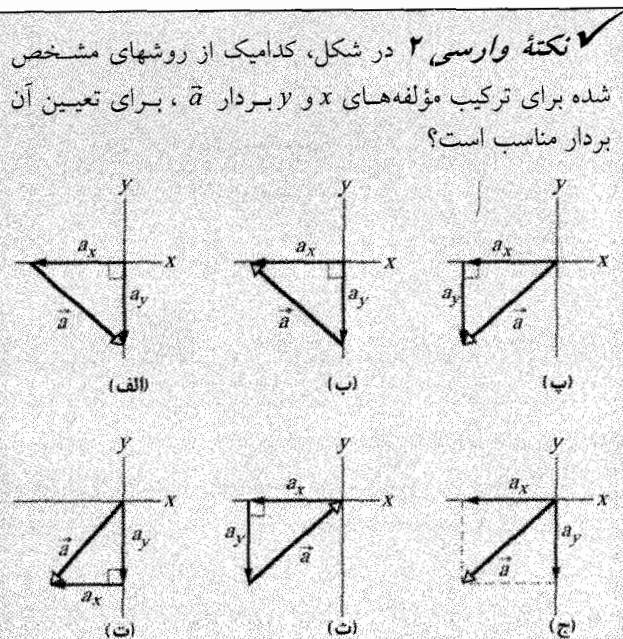 نکتهٔ وارسی ۲ در شکل، کدامیک از روشهای مشخص
شده برای ترکیب مؤلفه‌های x و y بردار a⃗ ، برای تعیین آن
بردار مناسب است؟
y y y
a_x x a_x x a_x x
a_y a_y a_y
a⃗ a⃗ a⃗
(الف) (ب) (پ)
y y y
x a_x x a_x x
a⃗ a_y a_y a⃗ a⃗ a_y
a_x
(ت) (ث) (ج)